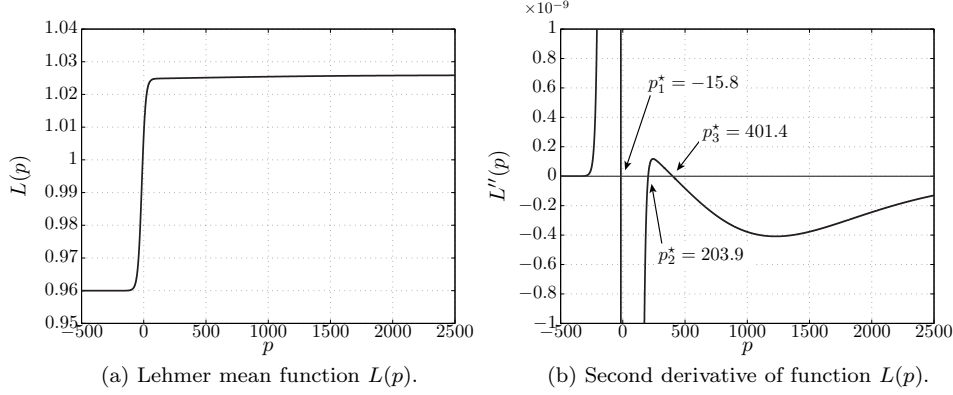 1.04
1.03
1.02
1.01
1
0.99
0.98
0.97
0.96
0.95
L(p)
−500 0 500 1000 1500 2000 2500
p
(a) Lehmer mean function L(p).
×10⁻⁹
1
0.8
0.6
0.4
0.2
0
−0.2
−0.4
−0.6
−0.8
−1
L′′(p)
p₁⋆ = −15.8
p₃⋆ = 401.4
p₂⋆ = 203.9
−500 0 500 1000 1500 2000 2500
p
(b) Second derivative of function L(p).